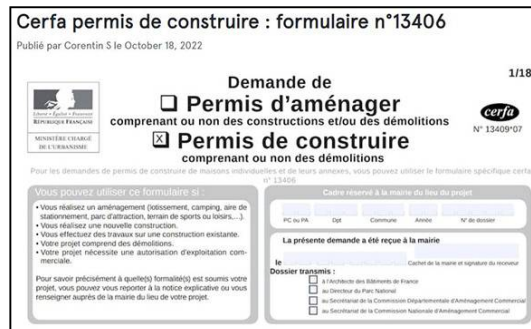 Cerfa permis de construire : formulaire n°13406
Publié par Corentin S le October 18, 2022
1/18
Liberté • Égalité • Fraternité
RÉPUBLIQUE FRANÇAISE
MINISTÈRE CHARGÉ
DE L'URBANISME
Demande de
Permis d'aménager
comprenant ou non des constructions et/ou des démolitions
Permis de construire
comprenant ou non des démolitions
cerfa
N° 13409*07
Pour les demandes de permis de construire de maisons individuelles et de leurs annexes, vous pouvez utiliser le formulaire spécifique cerfa
n° 13406
Vous pouvez utiliser ce formulaire si :
• Vous réalisez un aménagement (lotissement, camping, aire de
stationnement, parc d'attraction, terrain de sports ou loisirs,...).
• Vous réalisez une nouvelle construction.
• Vous effectuez des travaux sur une construction existante.
• Votre projet comprend des démolitions.
• Votre projet nécessite une autorisation d'exploitation com-
merciale.
Pour savoir précisément à quelle(s) formalité(s) est soumis votre
projet, vous pouvez vous reporter à la notice explicative ou vous
renseigner auprès de la mairie du lieu de votre projet.
Cadre réservé à la mairie du lieu du projet
PC ou PA Dpt Commune Année N° de dossier
La présente demande a été reçue à la mairie
le
Cachet de la mairie et signature du receveur
Dossier transmis :
à l'Architecte des Bâtiments de France
au Directeur du Parc National
au Secrétariat de la Commission Départementale d'Aménagement Commercial
au Secrétariat de la Commission Nationale d'Aménagement Commercial